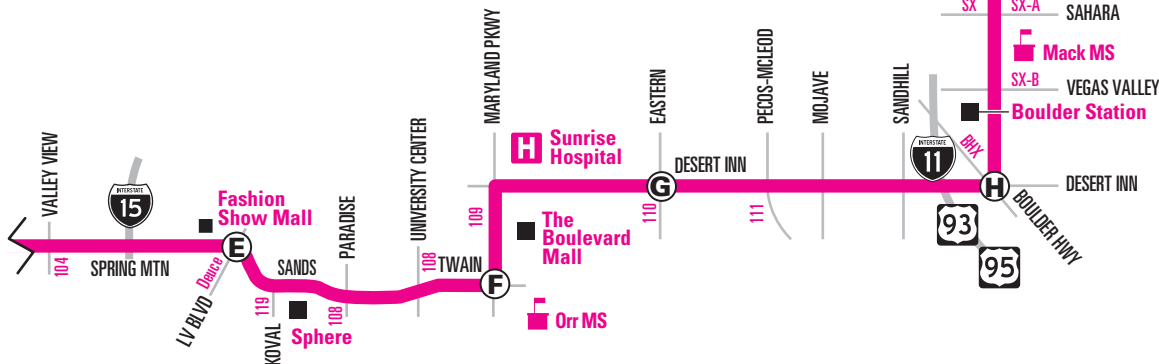 SX
SX-A
SAHARA
Mack MS
SX-B
VEGAS VALLEY
Boulder Station
BHX
MARYLAND PKWY
EASTERN
PECOS-MCLEOD
MOJAVE
SANDHILL
INTERSTATE
11
H
Sunrise
Hospital
DESERT INN
G
H
DESERT INN
BOULDER HWY
93
95
109
110
111
VALLEY VIEW
INTERSTATE
15
Fashion
Show Mall
E
PARADISE
UNIVERSITY CENTER
The
Boulevard
Mall
104
SPRING MTN
Deuce
LV BLVD
SANDS
108
TWAIN
F
119
KOVAL
Sphere
108
Orr MS